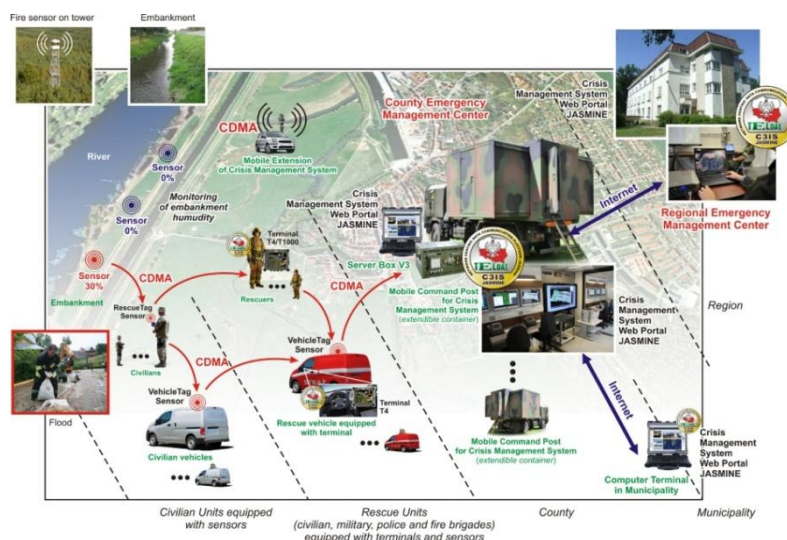 Fire sensor on tower
Embankment
River
Sensor
0%
Sensor
0%
Monitoring
of embankment
humudity
CDMA
Mobile Extension
of Crisis Management System
County Emergency
Management Center
Crisis
Management System
Web Portal
JASMINE
C3IS
JASMINE
Internet
Regional Emergency
Management Center
Crisis
Management System
Web Portal
JASMINE
Server Box V3
Mobile Command Post
for Crisis
Management System
(extendible container)
C3IS
JASMINE
Terminal
T4/T1000
Rescuers
CDMA
Sensor
30%
Embankment
CDMA
RescueTag
Sensor
Civilians
CDMA
VehicleTag
Sensor
Rescue vehicle equipped
with terminal
Terminal
T4
VehicleTag
Sensor
Civilian vehicles
Flood
Crisis
Management
System
Web Portal
JASMINE
Region
Internet
Mobile Command Post
for Crisis Management System
(extendible container)
Crisis
Management
System
Web Portal
JASMINE
Computer Terminal
in Municipality
Civilian Units equipped
with sensors
Rescue Units
(civilian, military, police and fire brigades)
equipped with terminals and sensors
County
Municipality